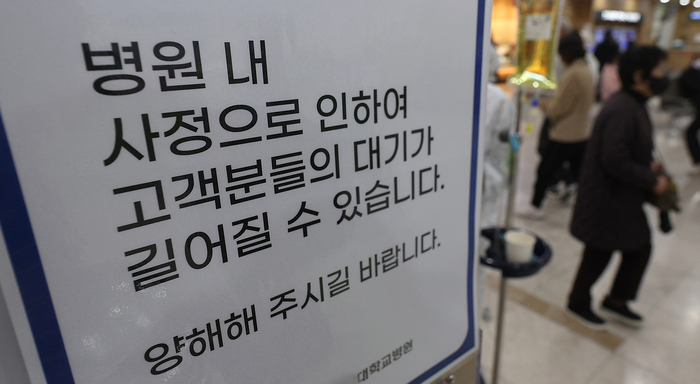 병원 내
사정으로 인하여
고객분들의 대기가
길어질 수 있습니다.
양해해 주시길 바랍니다.
대학교병원